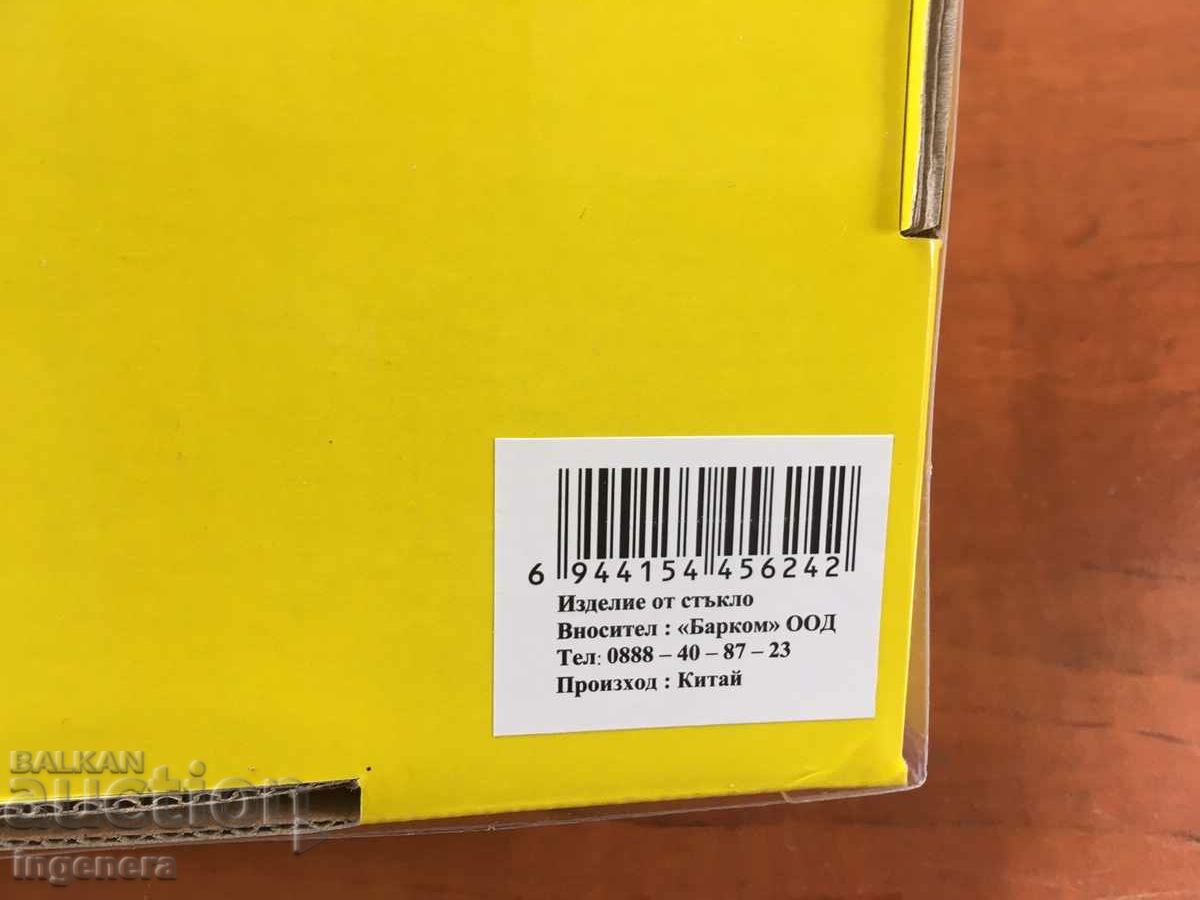 6 944154 456242
Изделие от стъкло
Вносител : «Барком» ООД
Тел: 0888 – 40 – 87 – 23
Произход : Китай
BALKAN
auction
ingenera